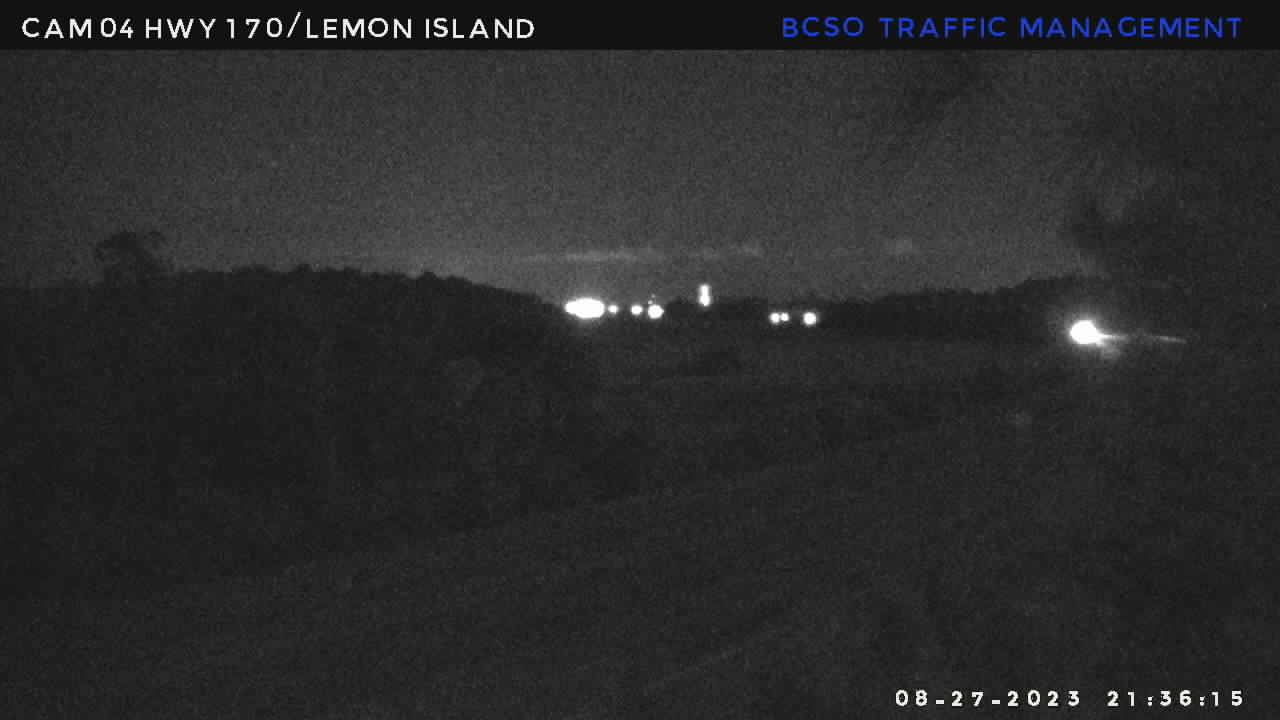 CAM 04 HWY 170/LEMON ISLAND
BCSO TRAFFIC MANAGEMENT
08-27-2023 21:36:15